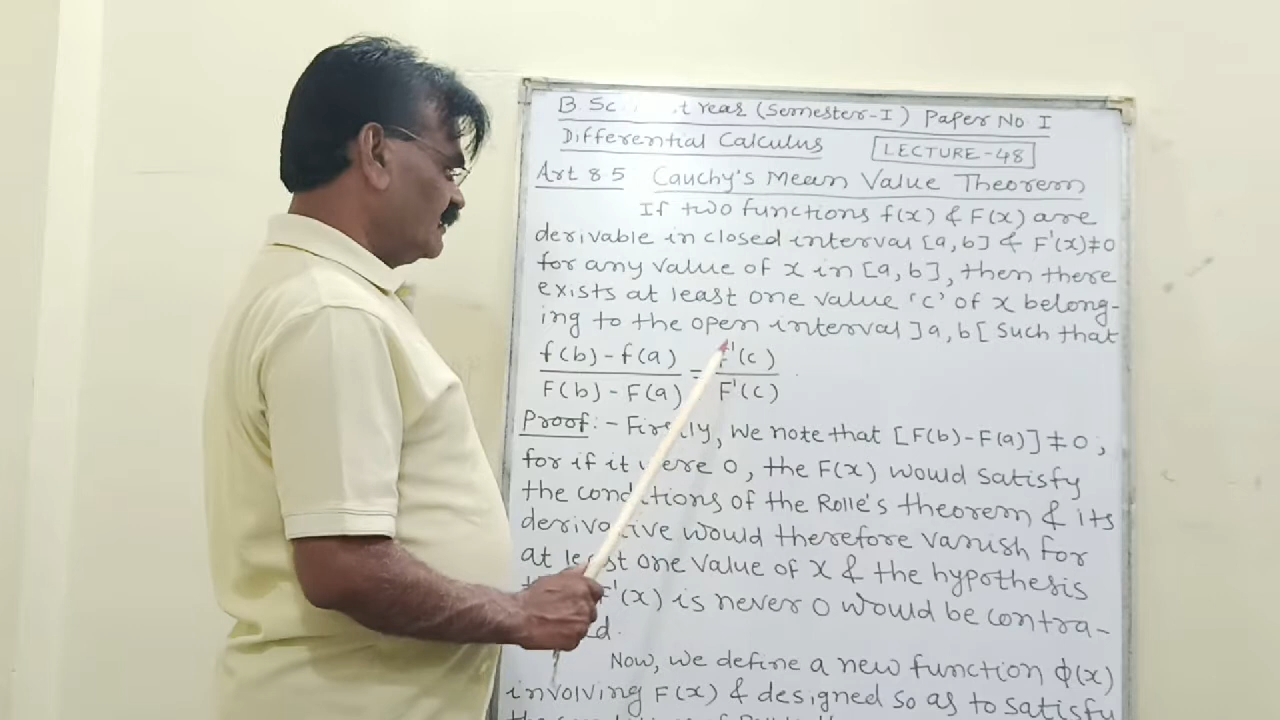 B. Sc. t Year (Semester-I) Paper No. I
Differential Calculus LECTURE-48
Art 8.5 Cauchy's Mean Value Theorem
If two functions f(x) & F(x) are
derivable in closed interval [a, b] & F'(x)≠0
for any value of x in [a, b], then there
exists at least one value 'c' of x belong-
ing to the open interval ]a, b[ such that
f(b)-f(a) / F(b)-F(a) = f'(c) / F'(c)
Proof:- Firstly, we note that [F(b)-F(a)] ≠ 0,
for if it were 0, the F(x) would satisfy
the conditions of the Rolle's theorem & its
derivative would therefore vanish for
at least one value of x & the hypothesis
F'(x) is never 0 would be contra-
d.
Now, we define a new function ϕ(x)
involving F(x) & designed so as to satisfy